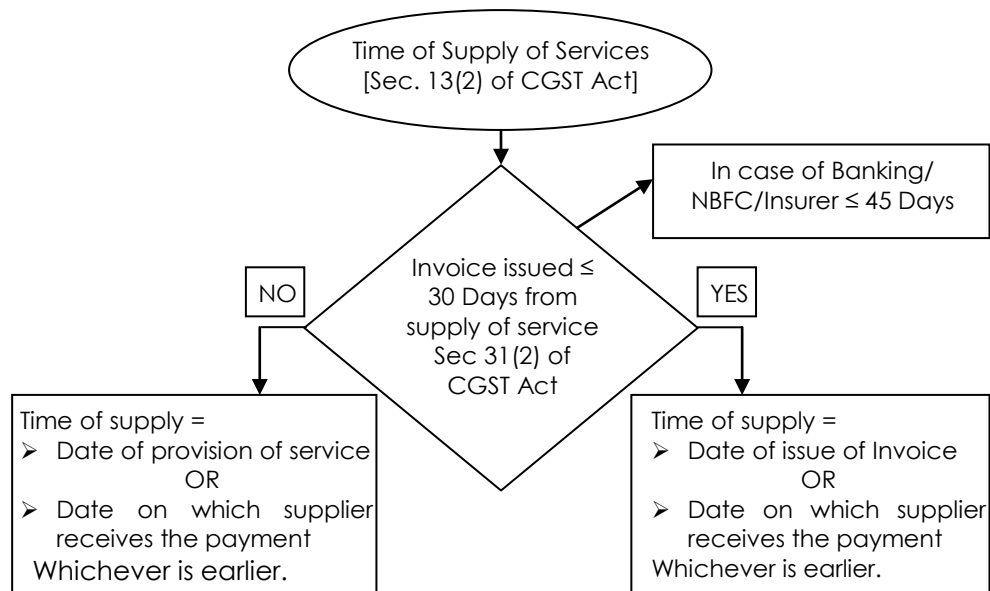 Time of Supply of Services
[Sec. 13(2) of CGST Act]
In case of Banking/
NBFC/Insurer ≤ 45 Days
Invoice issued ≤
30 Days from
supply of service
Sec 31(2) of
CGST Act
NO
YES
Time of supply =
➢ Date of provision of service
OR
➢ Date on which supplier
receives the payment
Whichever is earlier.
Time of supply =
➢ Date of issue of Invoice
OR
➢ Date on which supplier
receives the payment
Whichever is earlier.